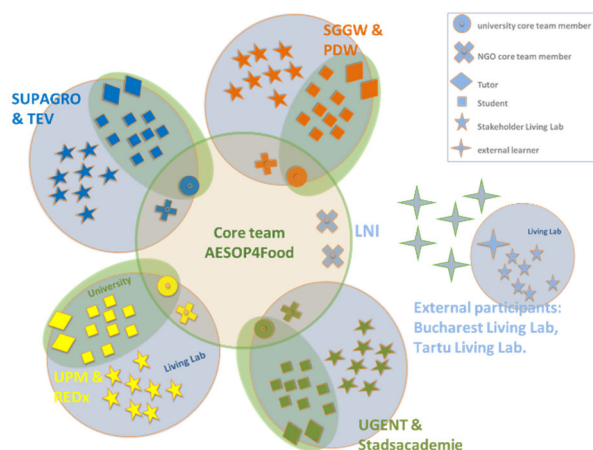 SGGW &
PDW
university core team member
NGO core team member
Tutor
Student
Stakeholder Living Lab
external learner
SUPAGRO
& TEV
Core team
AESOP4Food
LNI
Living Lab
External participants:
Bucharest Living Lab,
Tartu Living Lab.
University
Living Lab
UPM &
REDx
UGENT &
Stadsacademie